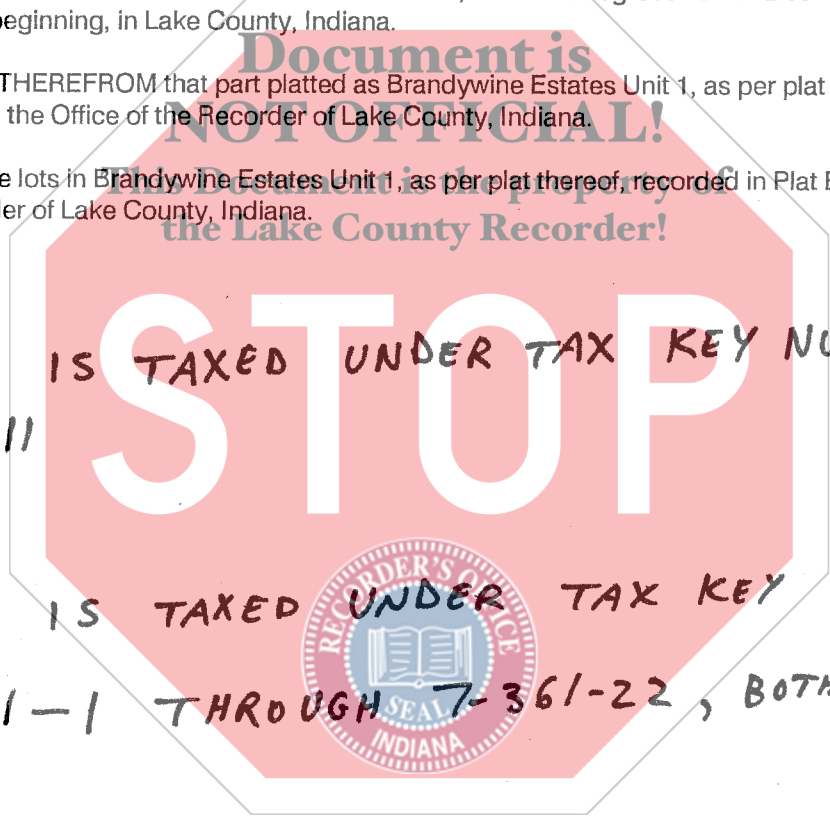 beginning, in Lake County, Indiana.
Document is
THEREFROM that part platted as Brandywine Estates Unit 1, as per plat
the Office of the Recorder of Lake County, Indiana.
NOT OFFICIAL!
e lots in Brandywine Estates Unit 1, as per plat thereof, recorded in Plat B
This Document is the property of
er of Lake County, Indiana.
the Lake County Recorder!
STOP
IS TAXED UNDER TAX KEY NU
11
RECORDER'S OFFICE
IS TAXED UNDER TAX KEY
1-1 THROUGH 7-361-22, BOTH
SEAL
INDIANA